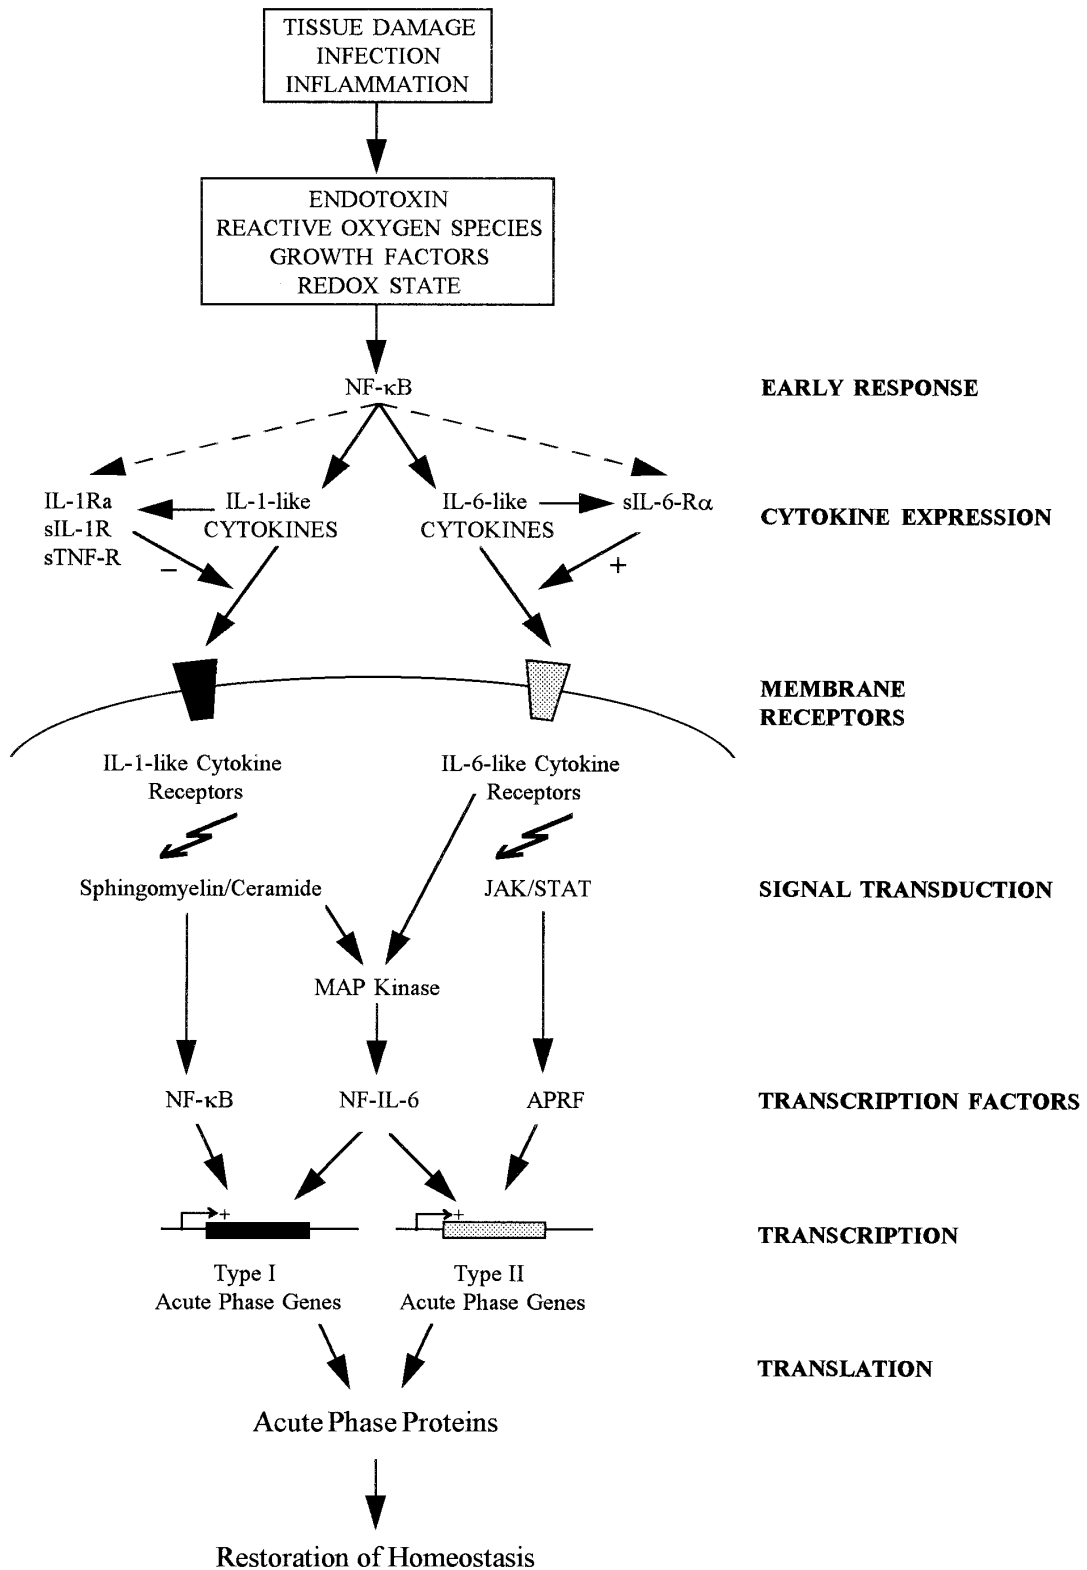 TISSUE DAMAGE
INFECTION
INFLAMMATION
ENDOTOXIN
REACTIVE OXYGEN SPECIES
GROWTH FACTORS
REDOX STATE
NF-κB
EARLY RESPONSE
IL-1Ra
sIL-1R
sTNF-R
IL-1-like
CYTOKINES
IL-6-like
CYTOKINES
sIL-6-Rα
CYTOKINE EXPRESSION
–
+
MEMBRANE
RECEPTORS
IL-1-like Cytokine
Receptors
IL-6-like Cytokine
Receptors
Sphingomyelin/Ceramide
JAK/STAT
SIGNAL TRANSDUCTION
MAP Kinase
NF-κB
NF-IL-6
APRF
TRANSCRIPTION FACTORS
+
+
TRANSCRIPTION
Type I
Acute Phase Genes
Type II
Acute Phase Genes
TRANSLATION
Acute Phase Proteins
Restoration of Homeostasis